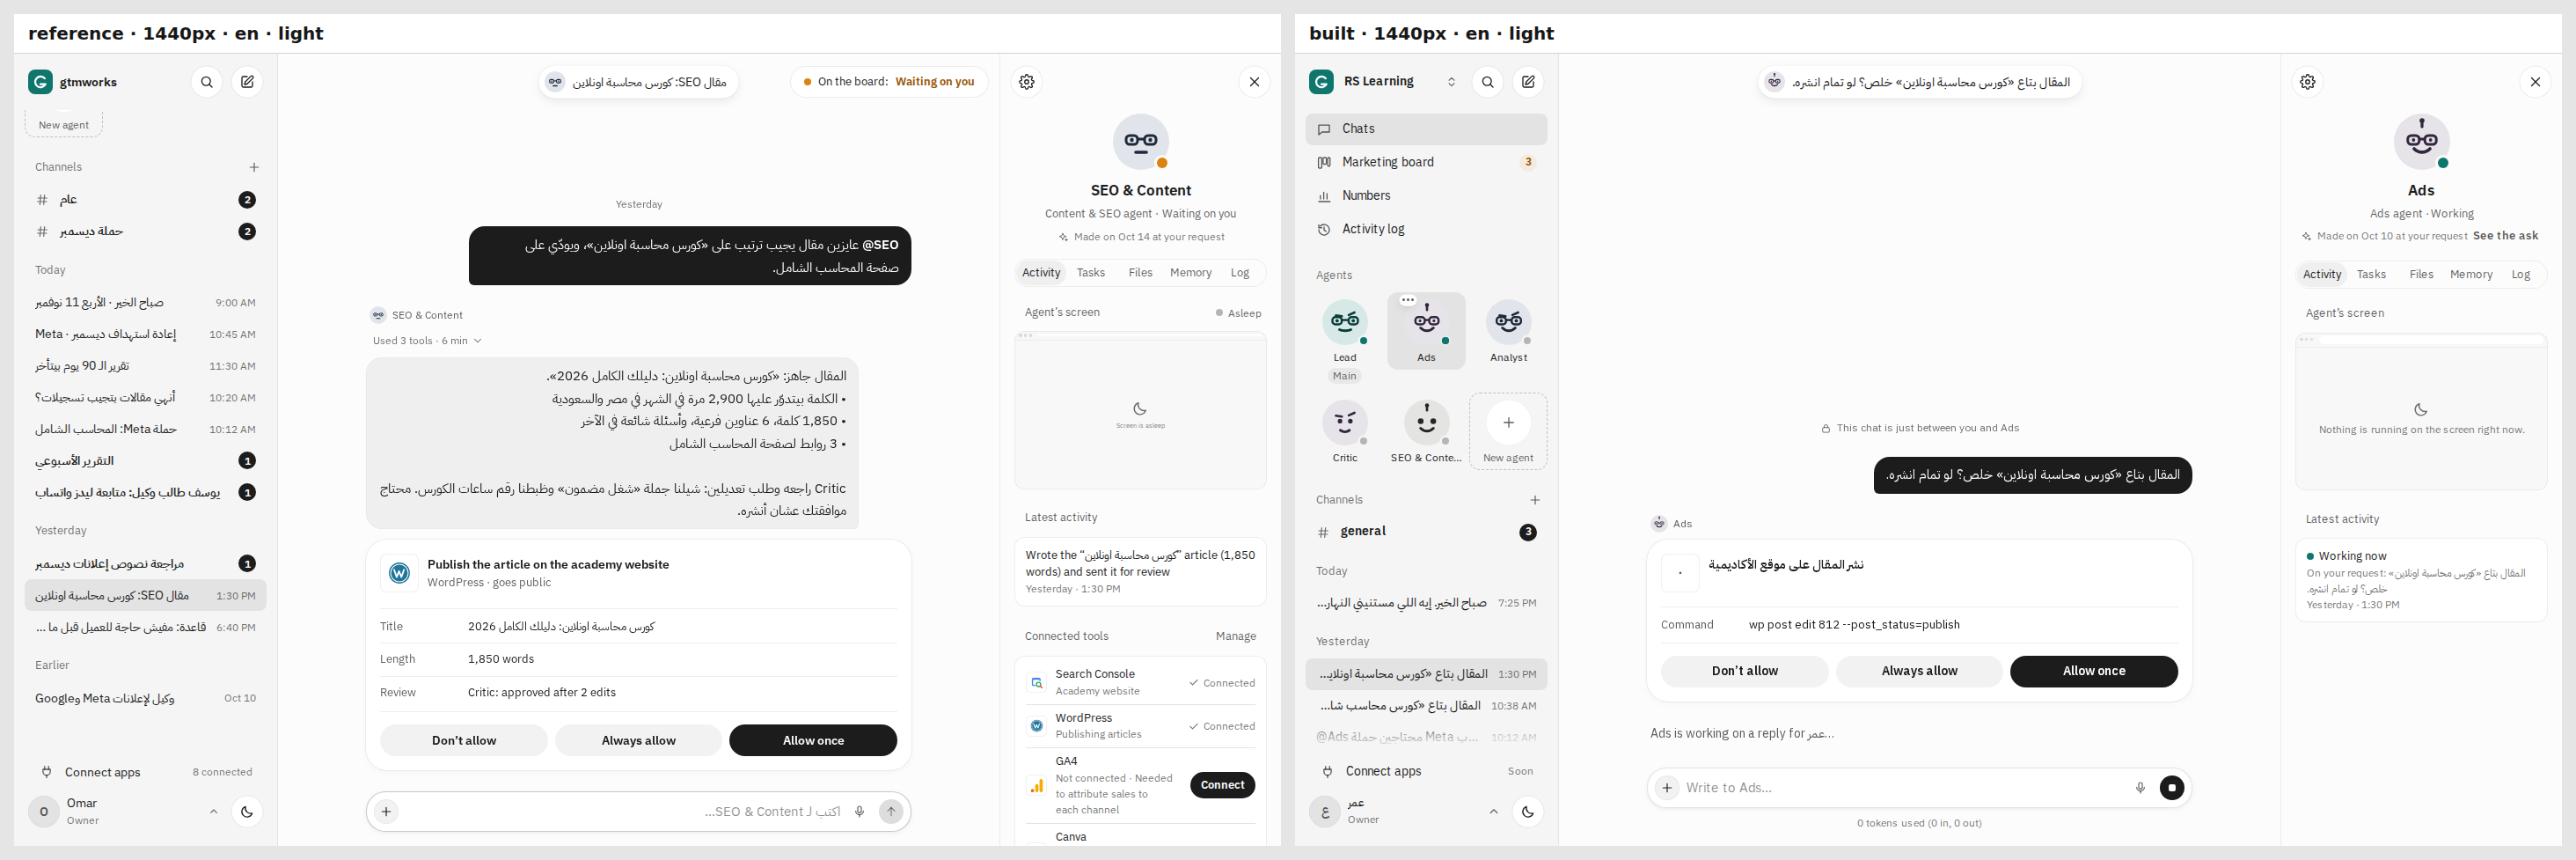 reference · 1440px · en · light
gtmworks
New agent
Channels
عام 2
حملة ديسمبر 2
Today
صباح الخير · الأربع 11 نوفمبر 9:00 AM
إعادة استهداف ديسمبر · Meta 10:45 AM
تقرير الـ 90 يوم بيتأخر 11:30 AM
أنهي مقالات بتجيب تسجيلات؟ 10:20 AM
حملة Meta: المحاسب الشامل 10:12 AM
التقرير الأسبوعي 1
يوسف طالب وكيل: متابعة ليدز واتساب 1
Yesterday
مراجعة نصوص إعلانات ديسمبر 1
مقال SEO: كورس محاسبة اونلاين 1:30 PM
قاعدة: مفيش حاجة للعميل قبل ما ... 6:40 PM
Earlier
وكيل لإعلانات Meta وGoogle Oct 10
Connect apps 8 connected
O Omar
Owner
مقال SEO: كورس محاسبة اونلاين
On the board: Waiting on you
Yesterday
@SEO عايزين مقال يجيب ترتيب على «كورس محاسبة اونلاين»، ويودّي على
صفحة المحاسب الشامل.
SEO & Content
Used 3 tools · 6 min
المقال جاهز: «كورس محاسبة اونلاين: دليلك الكامل 2026».
• الكلمة بيتدوّر عليها 2,900 مرة في الشهر في مصر والسعودية
• 1,850 كلمة، 6 عناوين فرعية، وأسئلة شائعة في الآخر
• 3 روابط لصفحة المحاسب الشامل
Critic راجعه وطلب تعديلين: شيلنا جملة «شغل مضمون» وظبطنا رقم ساعات الكورس. محتاج
موافقتك عشان أنشره.
Publish the article on the academy website
WordPress · goes public
Title كورس محاسبة اونلاين: دليلك الكامل 2026
Length 1,850 words
Review Critic: approved after 2 edits
Don't allow Always allow Allow once
اكتب لـ SEO & Content...
SEO & Content
Content & SEO agent · Waiting on you
Made on Oct 14 at your request
Activity Tasks Files Memory Log
Agent's screen Asleep
Screen is asleep
Latest activity
Wrote the “كورس محاسبة اونلاين” article (1,850
words) and sent it for review
Yesterday · 1:30 PM
Connected tools Manage
Search Console
Academy website
Connected
WordPress
Publishing articles
Connected
GA4
Not connected · Needed
to attribute sales to
each channel
Connect
Canva
built · 1440px · en · light
RS Learning
Chats
Marketing board 3
Numbers
Activity log
Agents
Lead Ads Analyst
Main
Critic SEO & Conte... New agent
Channels
general 3
Today
صباح الخير. إيه اللي مستنيني النهار... 7:25 PM
Yesterday
المقال بتاع «كورس محاسبة اونلاي... 1:30 PM
المقال بتاع «كورس محاسب شا... 10:38 AM
@Ads محتاجين حملة Meta ب... 10:12 AM
Connect apps Soon
ع عمر
Owner
المقال بتاع «كورس محاسبة اونلاين» خلص؟ لو تمام انشره.
This chat is just between you and Ads
المقال بتاع «كورس محاسبة اونلاين» خلص؟ لو تمام انشره.
Ads
نشر المقال على موقع الأكاديمية
Command wp post edit 812 --post_status=publish
Don't allow Always allow Allow once
Ads is working on a reply for عمر...
Write to Ads...
0 tokens used (0 in, 0 out)
Ads
Ads agent · Working
Made on Oct 10 at your request See the ask
Activity Tasks Files Memory Log
Agent's screen
Nothing is running on the screen right now.
Latest activity
Working now
On your request: المقال بتاع «كورس محاسبة اونلاين»
خلص؟ لو تمام انشره.
Yesterday · 1:30 PM